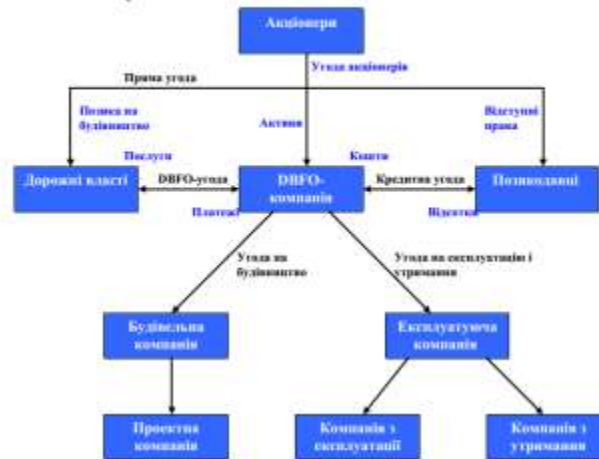 Акціонери
Угода акціонерів
Пряма угода
Позика на
будівництво
Активи
Відступні
права
Послуги
Кошти
Дорожні власті
DBFO-угода
DBFO-
компанія
Кредитна угода
Позикодавці
Платежі
Відсотки
Угода на
будівництво
Угода на експлуатацію і
утримання
Будівельна
компанія
Експлуатуюча
компанія
Проектна
компанія
Компанія з
експлуатації
Компанія з
утримання